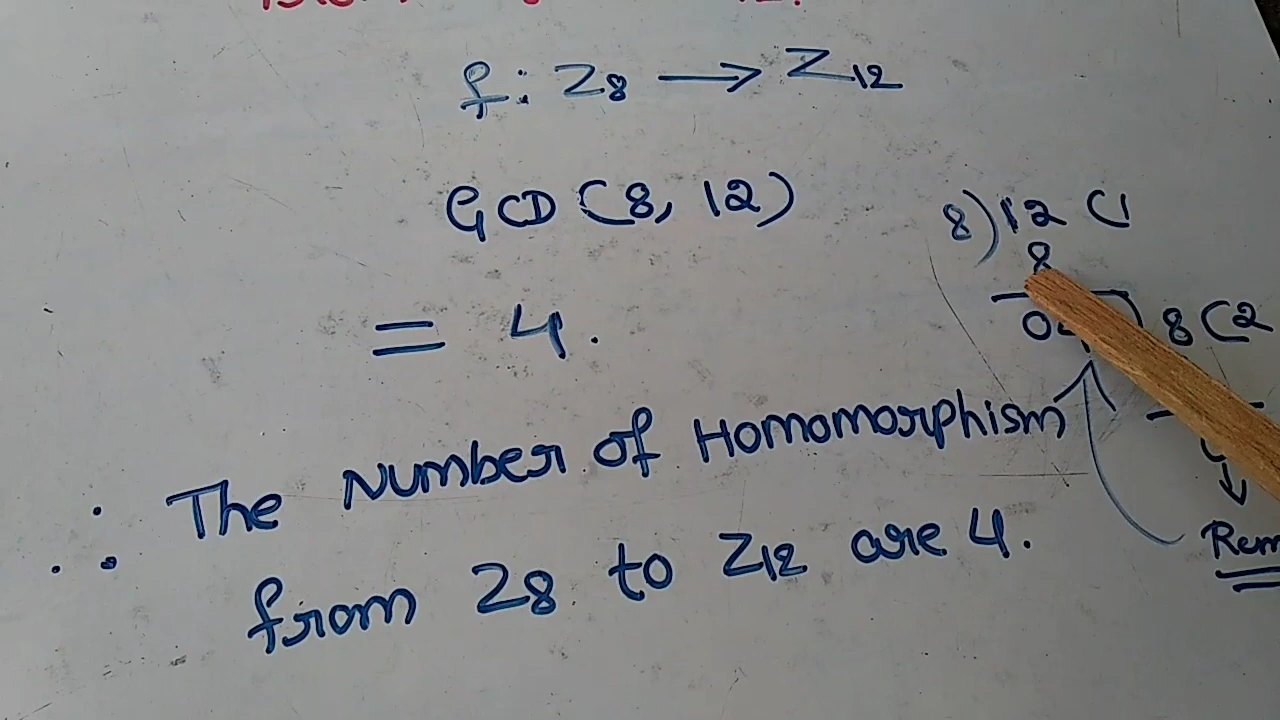 f: Z8 → Z12
GCD (8, 12)
8)12(1
8
8(2
= 4.
∴ The Number of Homomorphism
from Z8 to Z12 are 4.